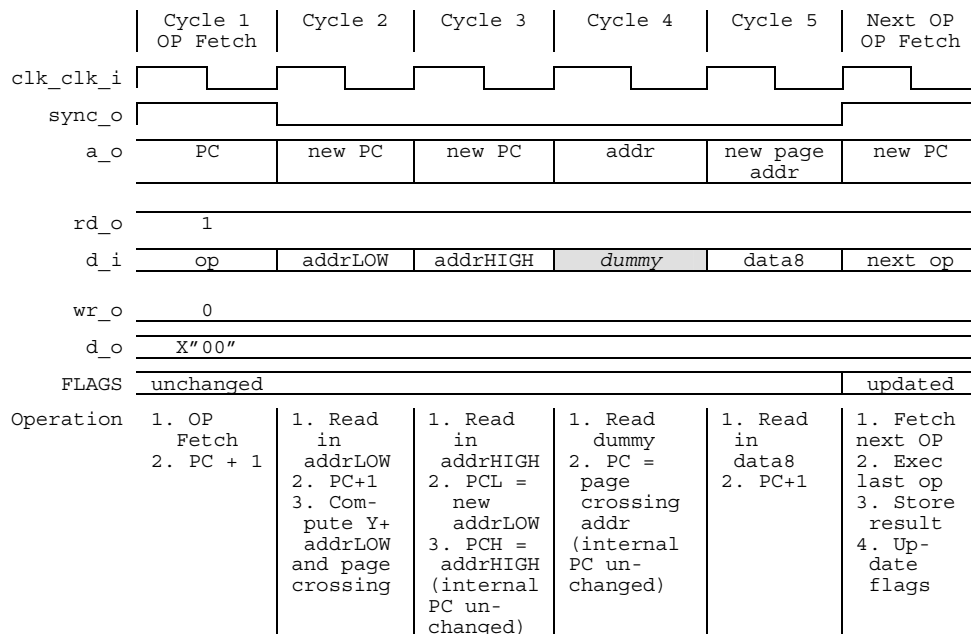 Cycle 1 Cycle 2 Cycle 3 Cycle 4 Cycle 5 Next OP
OP Fetch OP Fetch
clk_clk_i
sync_o
a_o PC new PC new PC addr new page new PC
addr
rd_o 1
d_i op addrLOW addrHIGH dummy data8 next op
wr_o 0
d_o X"00"
FLAGS unchanged updated
Operation 1. OP 1. Read 1. Read 1. Read 1. Read 1. Fetch
Fetch in in dummy in next OP
2. PC + 1 addrLOW addrHIGH 2. PC = data8 2. Exec
2. PC+1 2. PCL = page 2. PC+1 last op
3. Com- new crossing 3. Store
pute Y+ addrLOW addr result
addrLOW 3. PCH = (internal 4. Up-
and page addrHIGH PC un- date
crossing (internal changed) flags
PC un-
changed)